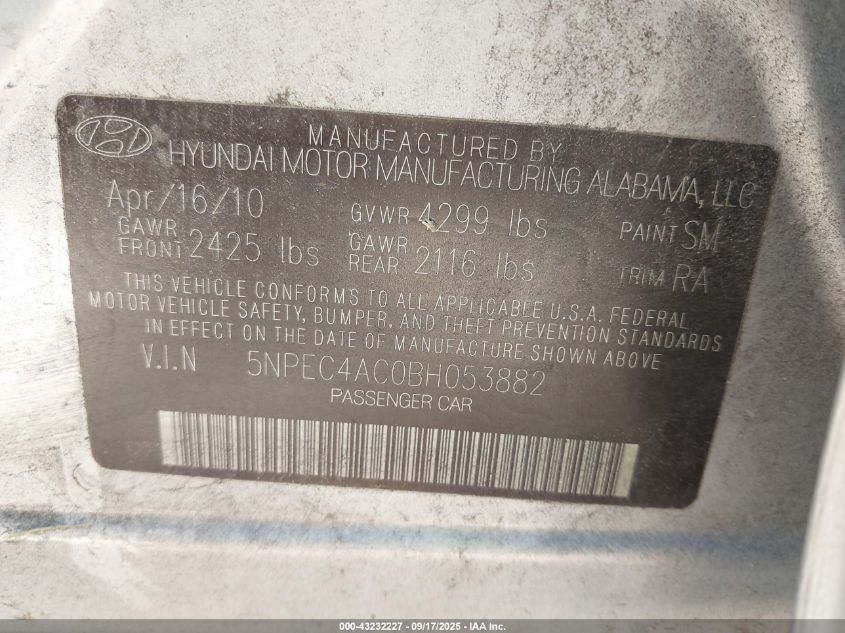 MANUFACTURED BY
HYUNDAI MOTOR MANUFACTURING ALABAMA, LLC
Apr/16/10 GVWR 4299 lbs PAINT SM
GAWR FRONT 2425 lbs GAWR REAR 2116 lbs TRIM RA
THIS VEHICLE CONFORMS TO ALL APPLICABLE U.S.A. FEDERAL
MOTOR VEHICLE SAFETY, BUMPER, AND THEFT PREVENTION STANDARDS
IN EFFECT ON THE DATE OF MANUFACTURE SHOWN ABOVE
V.I.N 5NPEC4AC0BH053882
PASSENGER CAR
000-43232227 - 09/17/2025 - IAA Inc.